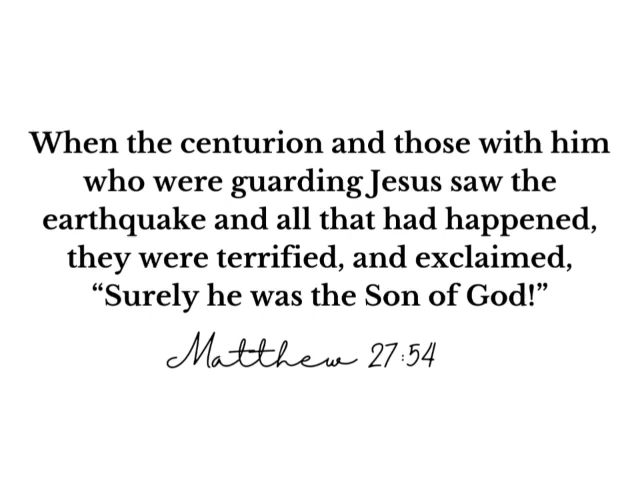 When the centurion and those with him
who were guarding Jesus saw the
earthquake and all that had happened,
they were terrified, and exclaimed,
“Surely he was the Son of God!”
Matthew 27:54